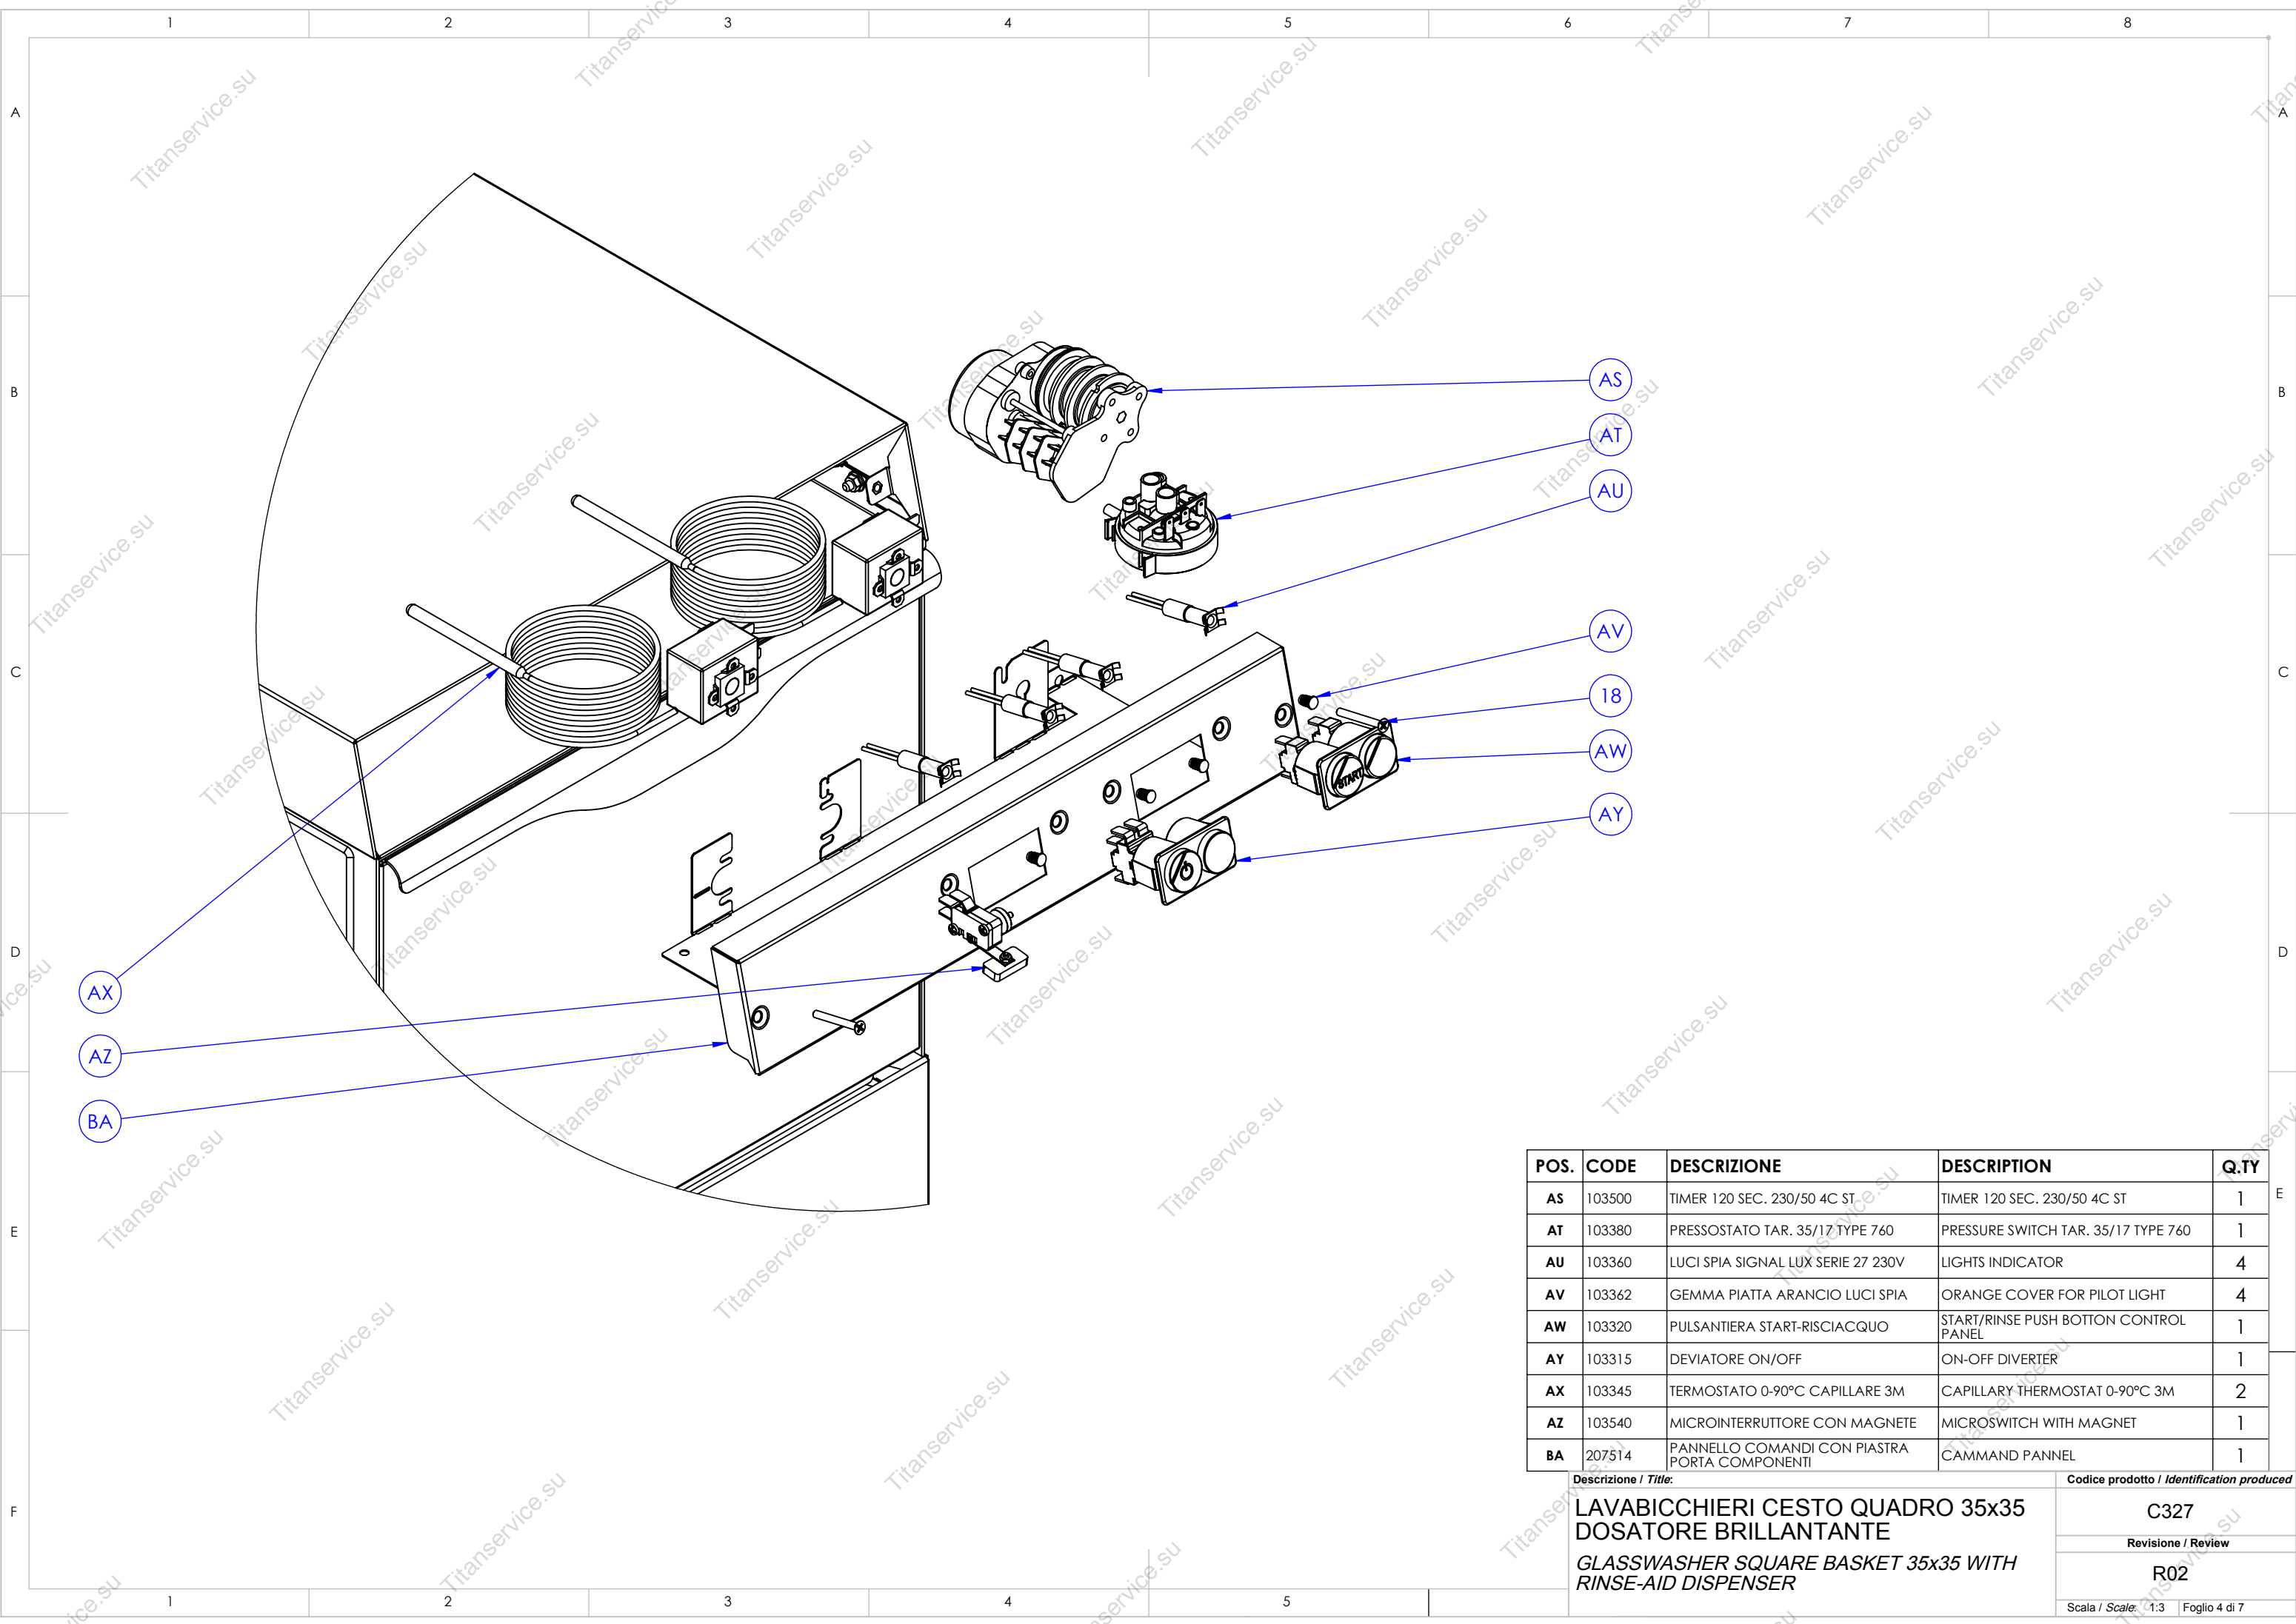 1 2 3 4 5 6 7 8
A A
B B
C C
D D
E E
F
1 2 3 4 5
AS
AT
AU
AV
18
AW
AY
AX
AZ
BA
START
POS. CODE DESCRIZIONE DESCRIPTION Q.TY
AS 103500 TIMER 120 SEC. 230/50 4C ST TIMER 120 SEC. 230/50 4C ST 1
AT 103380 PRESSOSTATO TAR. 35/17 TYPE 760 PRESSURE SWITCH TAR. 35/17 TYPE 760 1
AU 103360 LUCI SPIA SIGNAL LUX SERIE 27 230V LIGHTS INDICATOR 4
AV 103362 GEMMA PIATTA ARANCIO LUCI SPIA ORANGE COVER FOR PILOT LIGHT 4
AW 103320 PULSANTIERA START-RISCIACQUO START/RINSE PUSH BOTTON CONTROL PANEL 1
AY 103315 DEVIATORE ON/OFF ON-OFF DIVERTER 1
AX 103345 TERMOSTATO 0-90°C CAPILLARE 3M CAPILLARY THERMOSTAT 0-90°C 3M 2
AZ 103540 MICROINTERRUTTORE CON MAGNETE MICROSWITCH WITH MAGNET 1
BA 207514 PANNELLO COMANDI CON PIASTRA PORTA COMPONENTI CAMMAND PANNEL 1
Descrizione / Title:
LAVABICCHIERI CESTO QUADRO 35x35
DOSATORE BRILLANTANTE
GLASSWASHER SQUARE BASKET 35x35 WITH
RINSE-AID DISPENSER
Codice prodotto / Identification produced
C327
Revisione / Review
R02
Scala / Scale: 1:3 Foglio 4 di 7
Titanservice.su